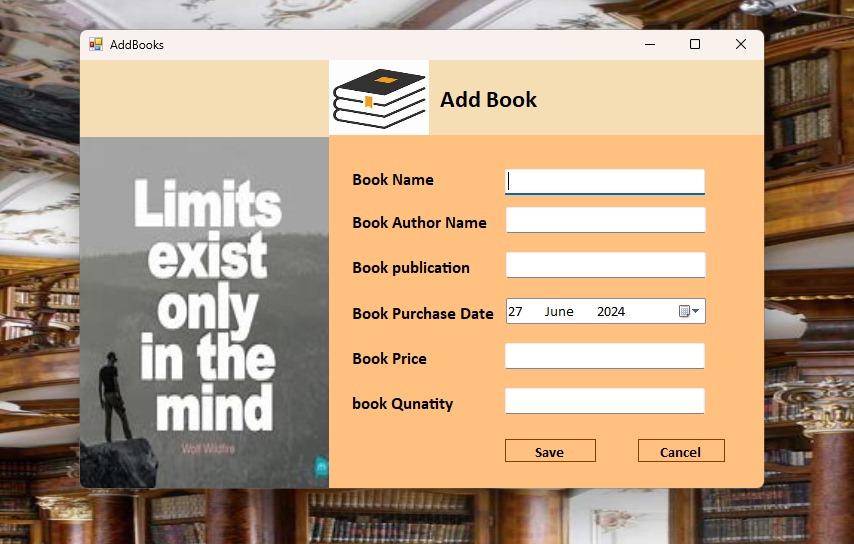 AddBooks
Add Book
Limits
exist
only
in the
mind
Wolf Wildfire
Book Name
Book Author Name
Book publication
Book Purchase Date
27 June 2024
Book Price
book Qunatity
Save
Cancel